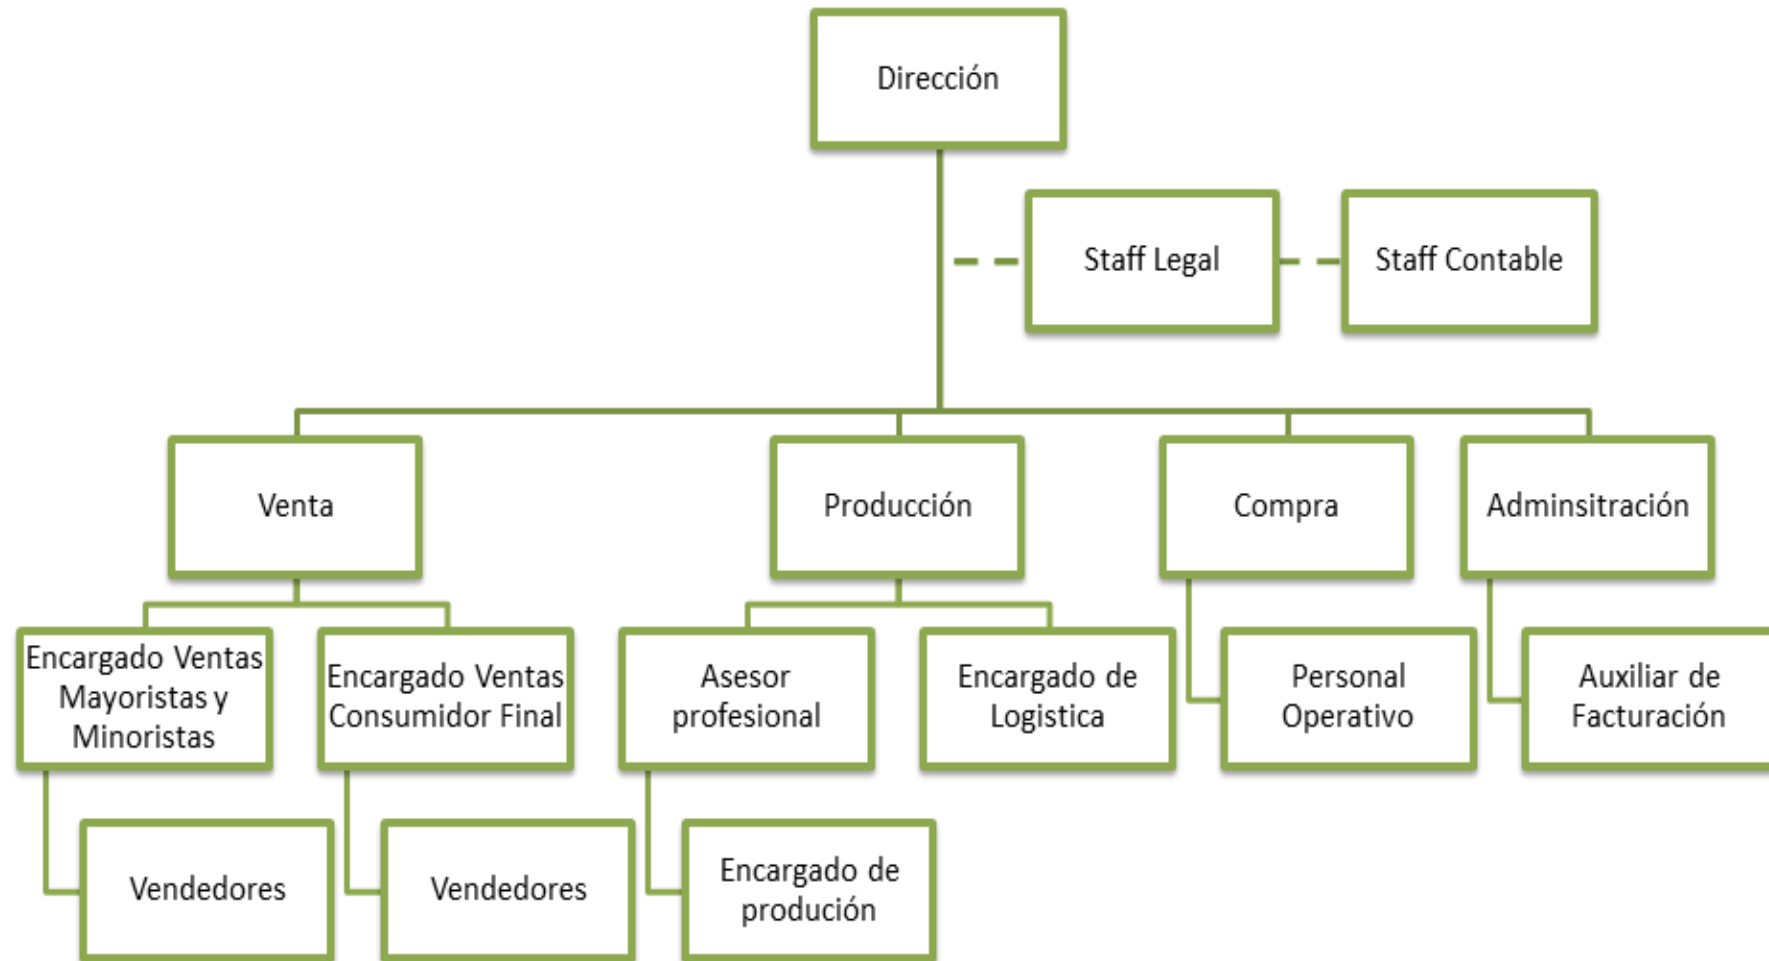 Dirección
Staff Legal
Staff Contable
Venta
Producción
Compra
Adminsitración
Encargado Ventas
Mayoristas y
Minoristas
Encargado Ventas
Consumidor Final
Asesor
profesional
Encargado de
Logistica
Personal
Operativo
Auxiliar de
Facturación
Vendedores
Vendedores
Encargado de
produción